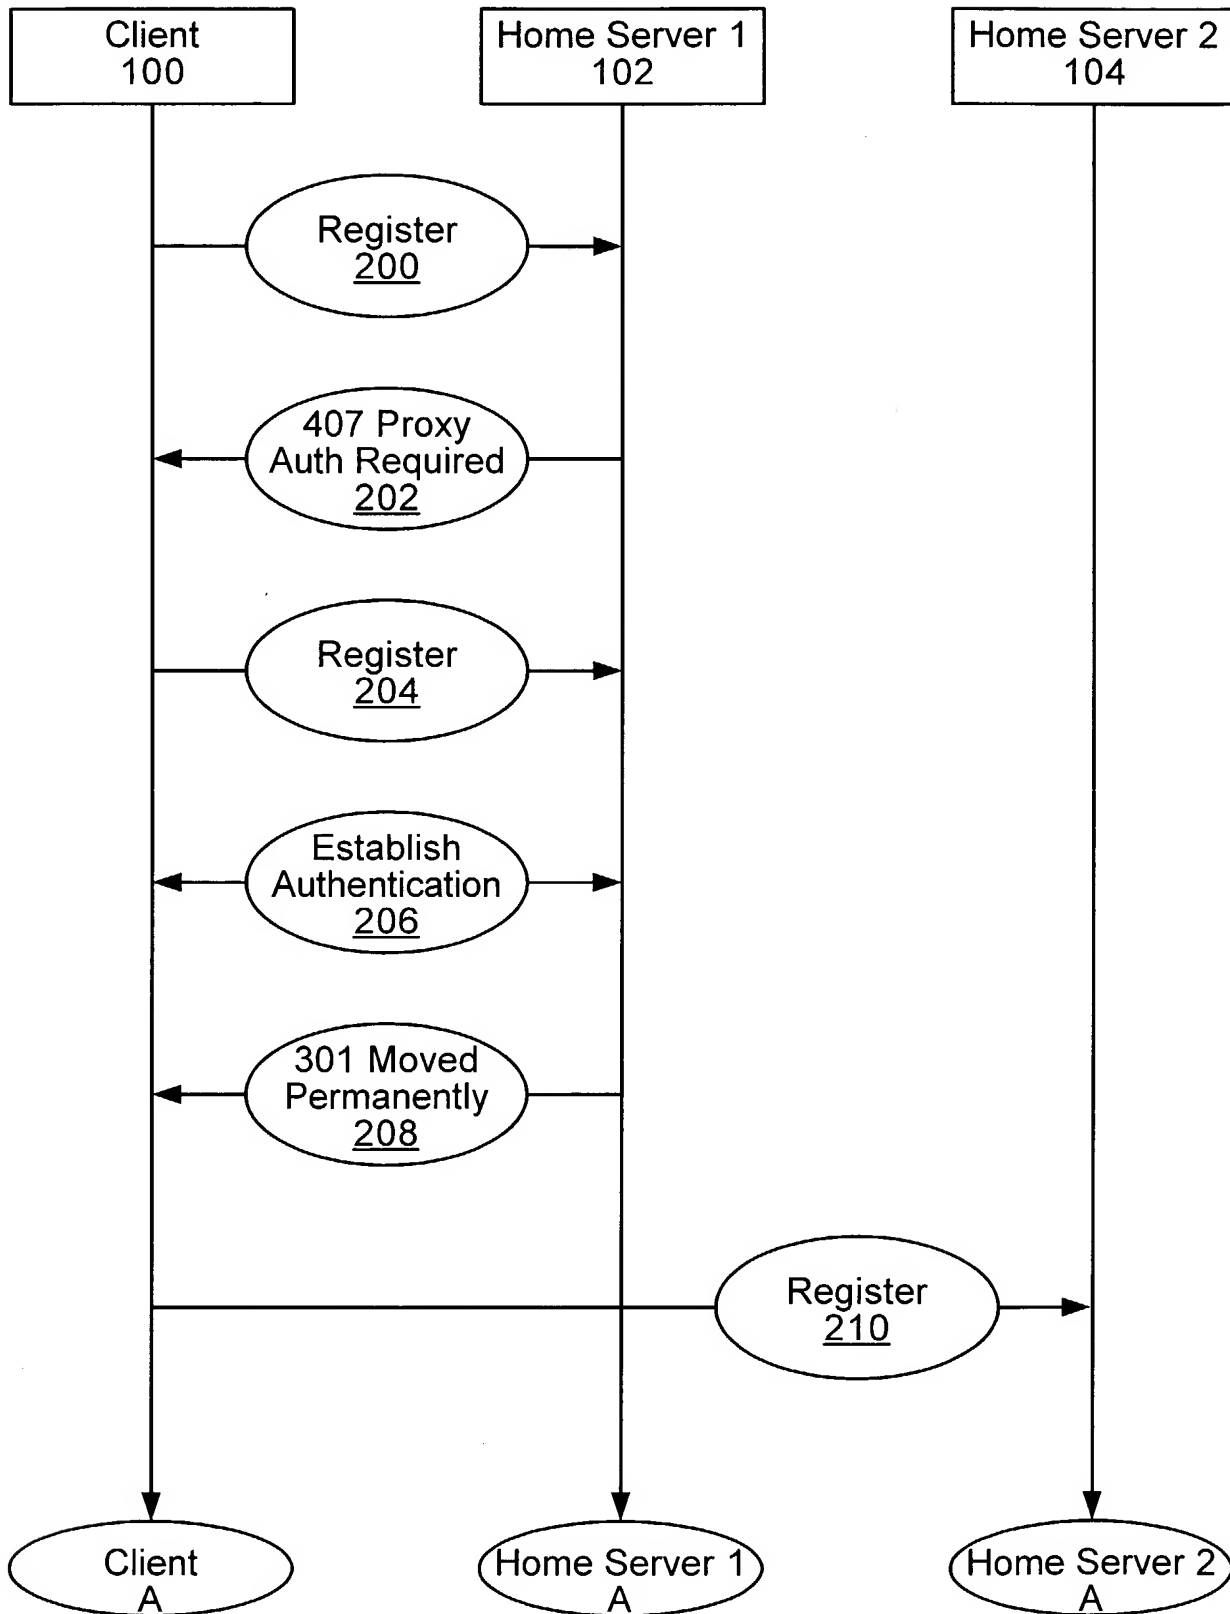 Client
100
Home Server 1
102
Home Server 2
104
Register
200
407 Proxy
Auth Required
202
Register
204
Establish
Authentication
206
301 Moved
Permanently
208
Register
210
Client
A
Home Server 1
A
Home Server 2
A